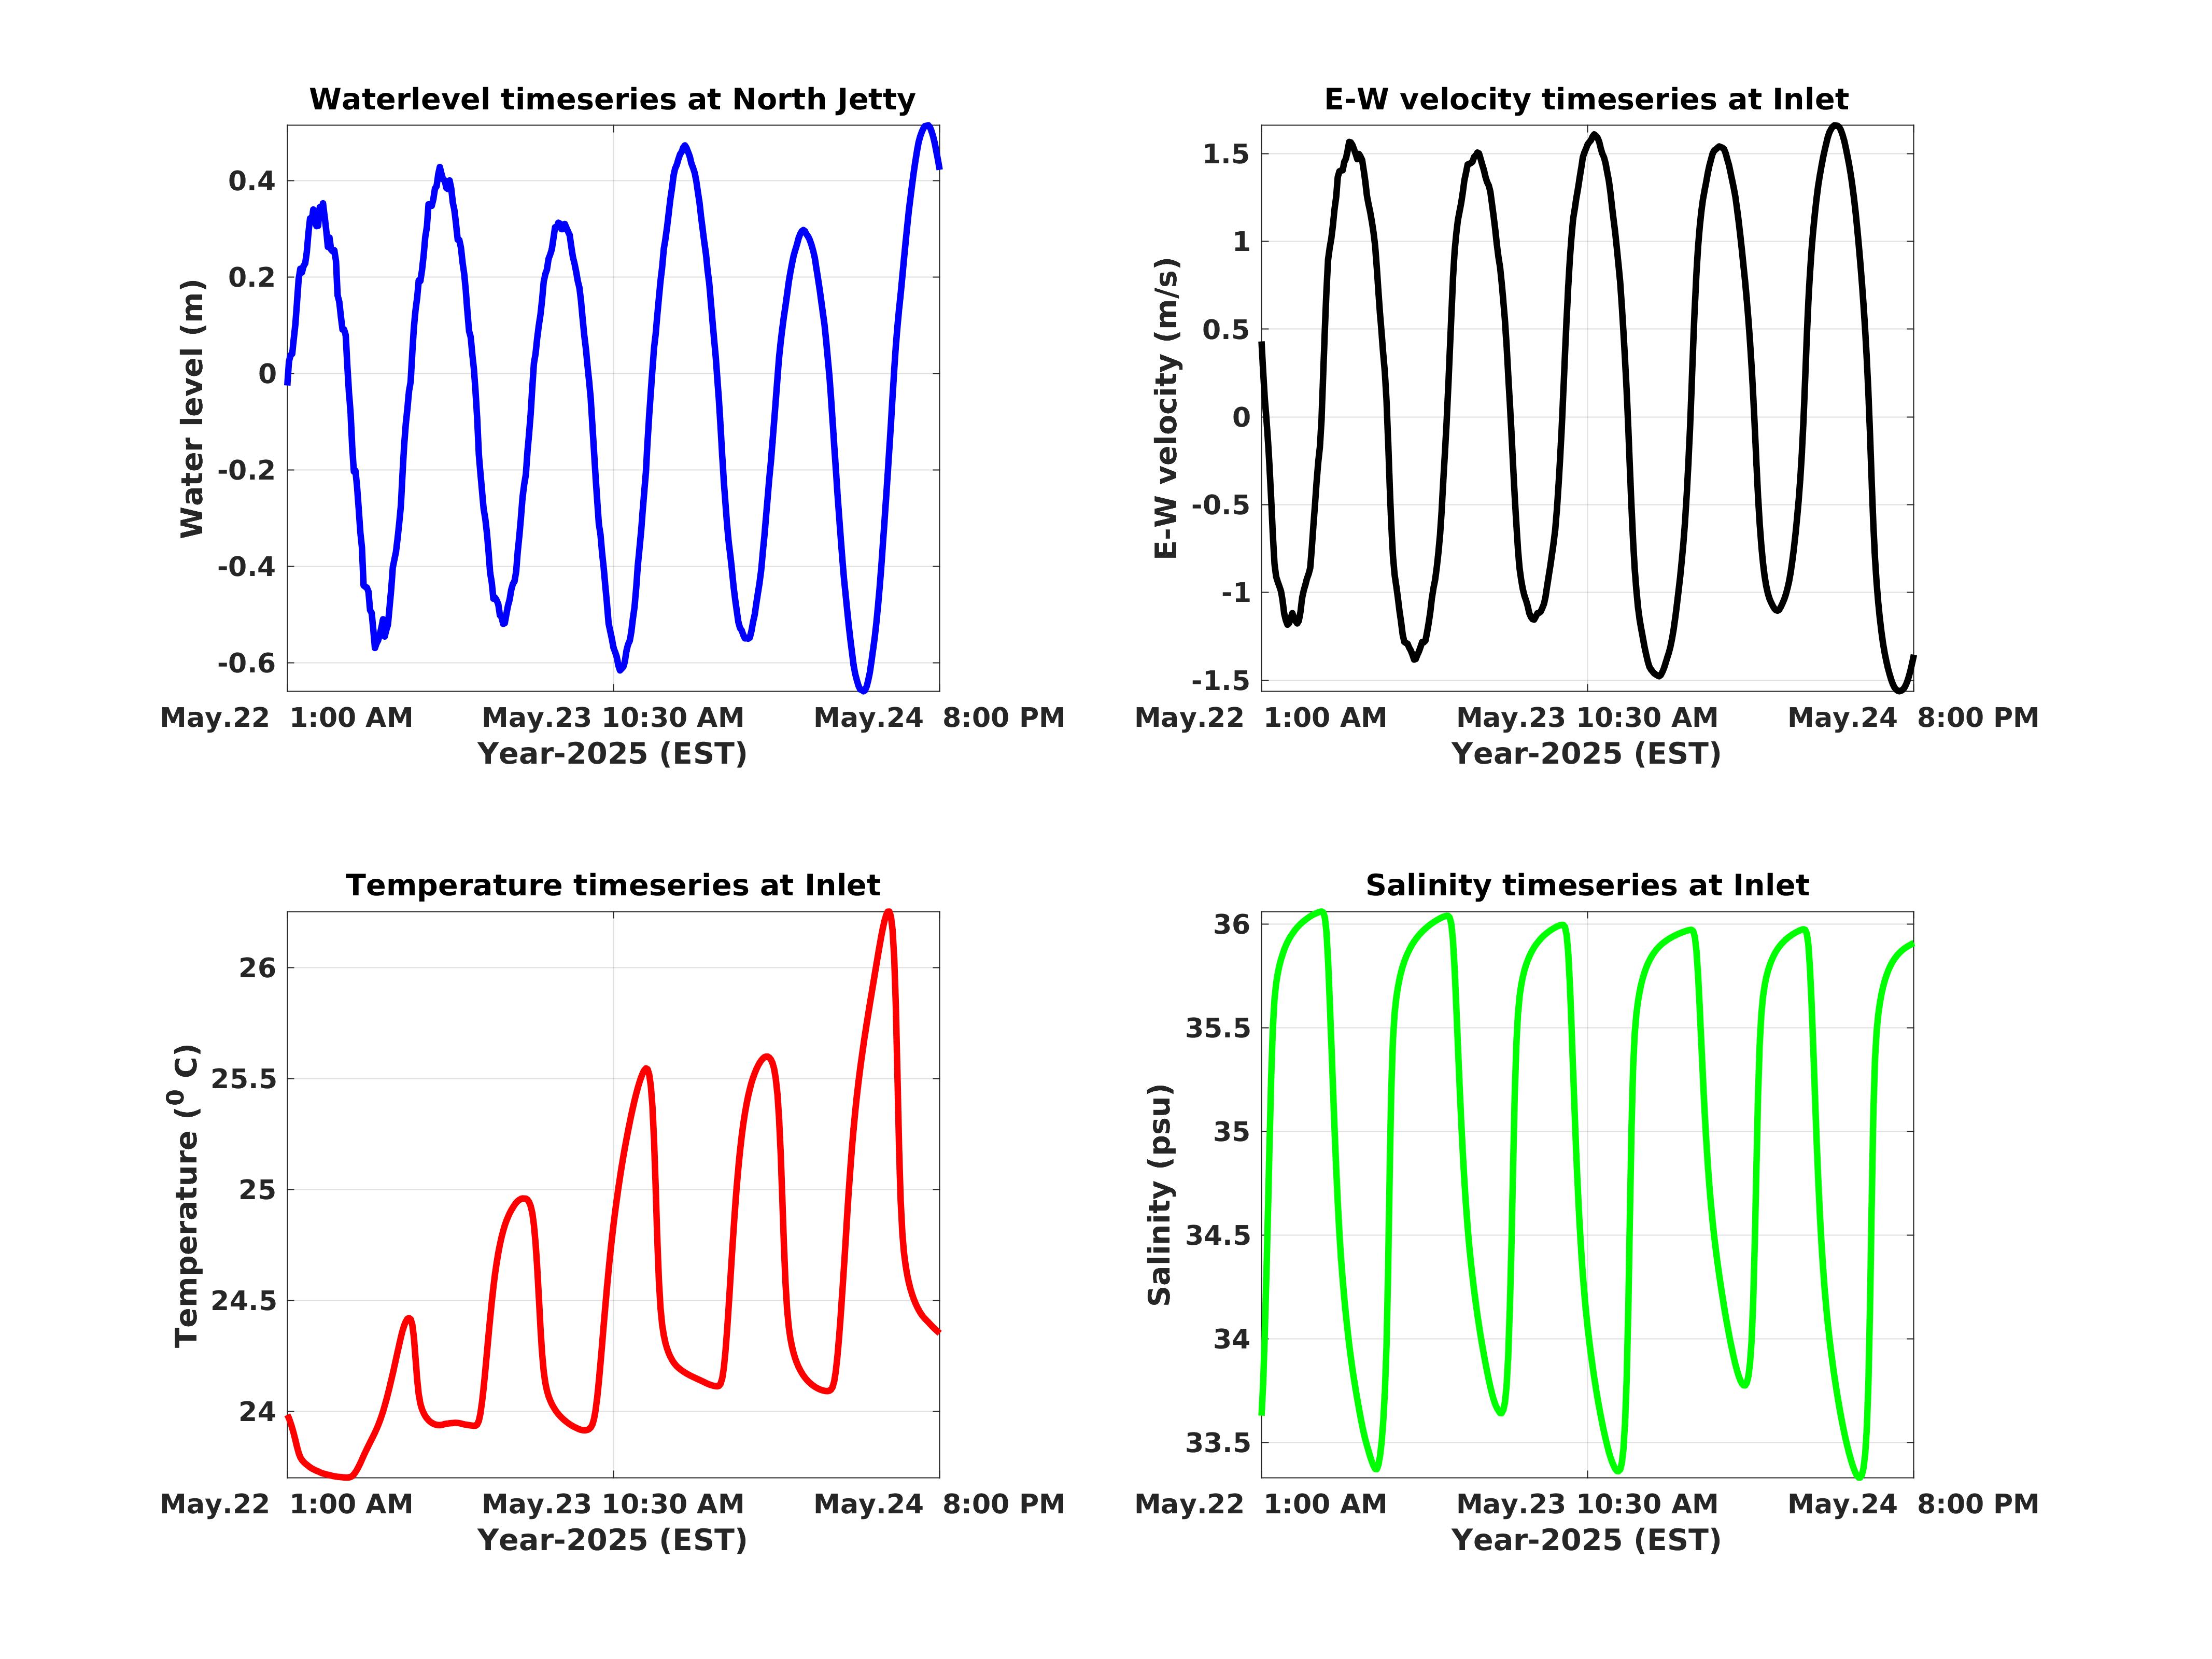 Waterlevel timeseries at North Jetty
Water level (m)
0.4
0.2
0
-0.2
-0.4
-0.6
May.22 1:00 AM May.23 10:30 AM May.24 8:00 PM
Year-2025 (EST)
E-W velocity timeseries at Inlet
E-W velocity (m/s)
1.5
1
0.5
0
-0.5
-1
-1.5
May.22 1:00 AM May.23 10:30 AM May.24 8:00 PM
Year-2025 (EST)
Temperature timeseries at Inlet
Temperature (⁰ C)
26
25.5
25
24.5
24
May.22 1:00 AM May.23 10:30 AM May.24 8:00 PM
Year-2025 (EST)
Salinity timeseries at Inlet
Salinity (psu)
36
35.5
35
34.5
34
33.5
May.22 1:00 AM May.23 10:30 AM May.24 8:00 PM
Year-2025 (EST)